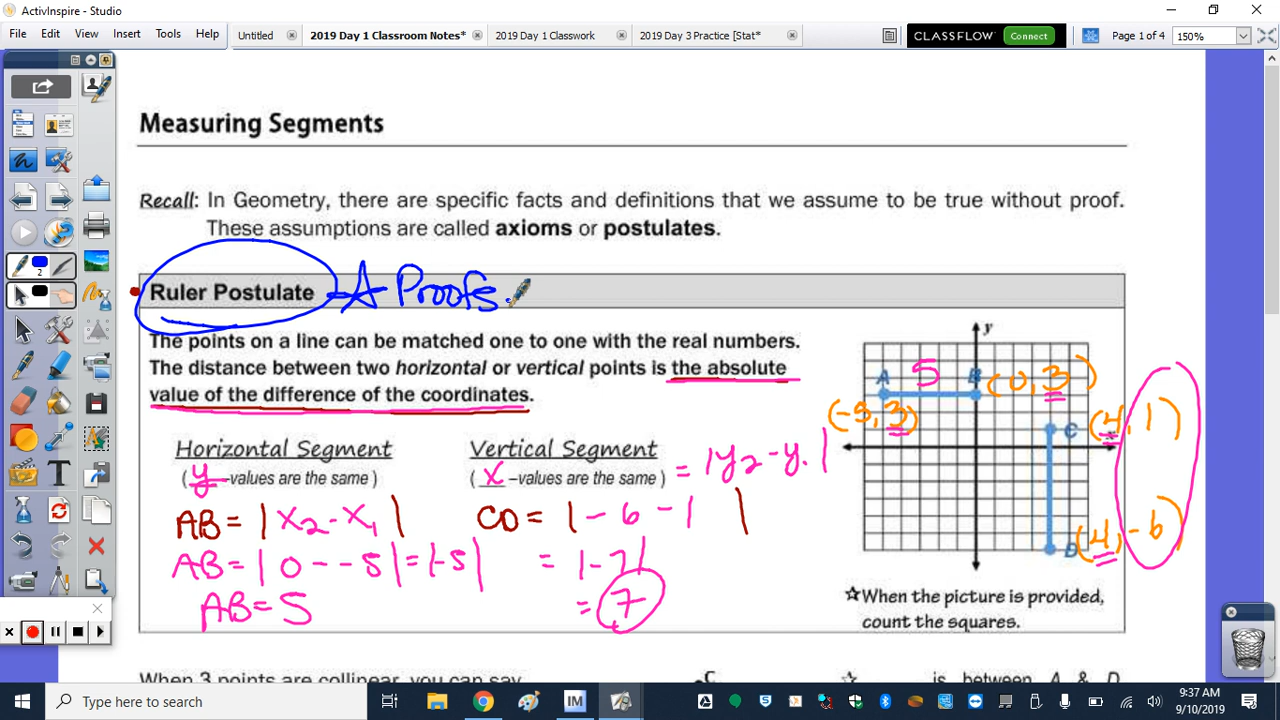 ActivInspire - Studio
File Edit View Insert Tools Help
Untitled
2019 Day 1 Classroom Notes*
2019 Day 1 Classwork
2019 Day 3 Practice [Stat*
CLASSFLOW Connect
Page 1 of 4
150%
Measuring Segments
Recall: In Geometry, there are specific facts and definitions that we assume to be true without proof.
These assumptions are called axioms or postulates.
Ruler Postulate
Proofs.
The points on a line can be matched one to one with the real numbers.
The distance between two horizontal or vertical points is the absolute
value of the difference of the coordinates.
Horizontal Segment
(y-values are the same)
AB = | x2 - x1 |
AB = | 0 - -5 | = |-5|
AB = 5
Vertical Segment
(x-values are the same) = |y2 - y1|
CD = |-6 - 1 |
= |-7|
= 7
y
A 5 B (0, 3)
(-5, 3)
C (4, 1)
x
D (4, -6)
☆When the picture is provided,
count the squares.
When 3 points are collinear, you can say
C
☆ is between A & D
2
T
Type here to search
IM
9:37 AM
9/10/2019